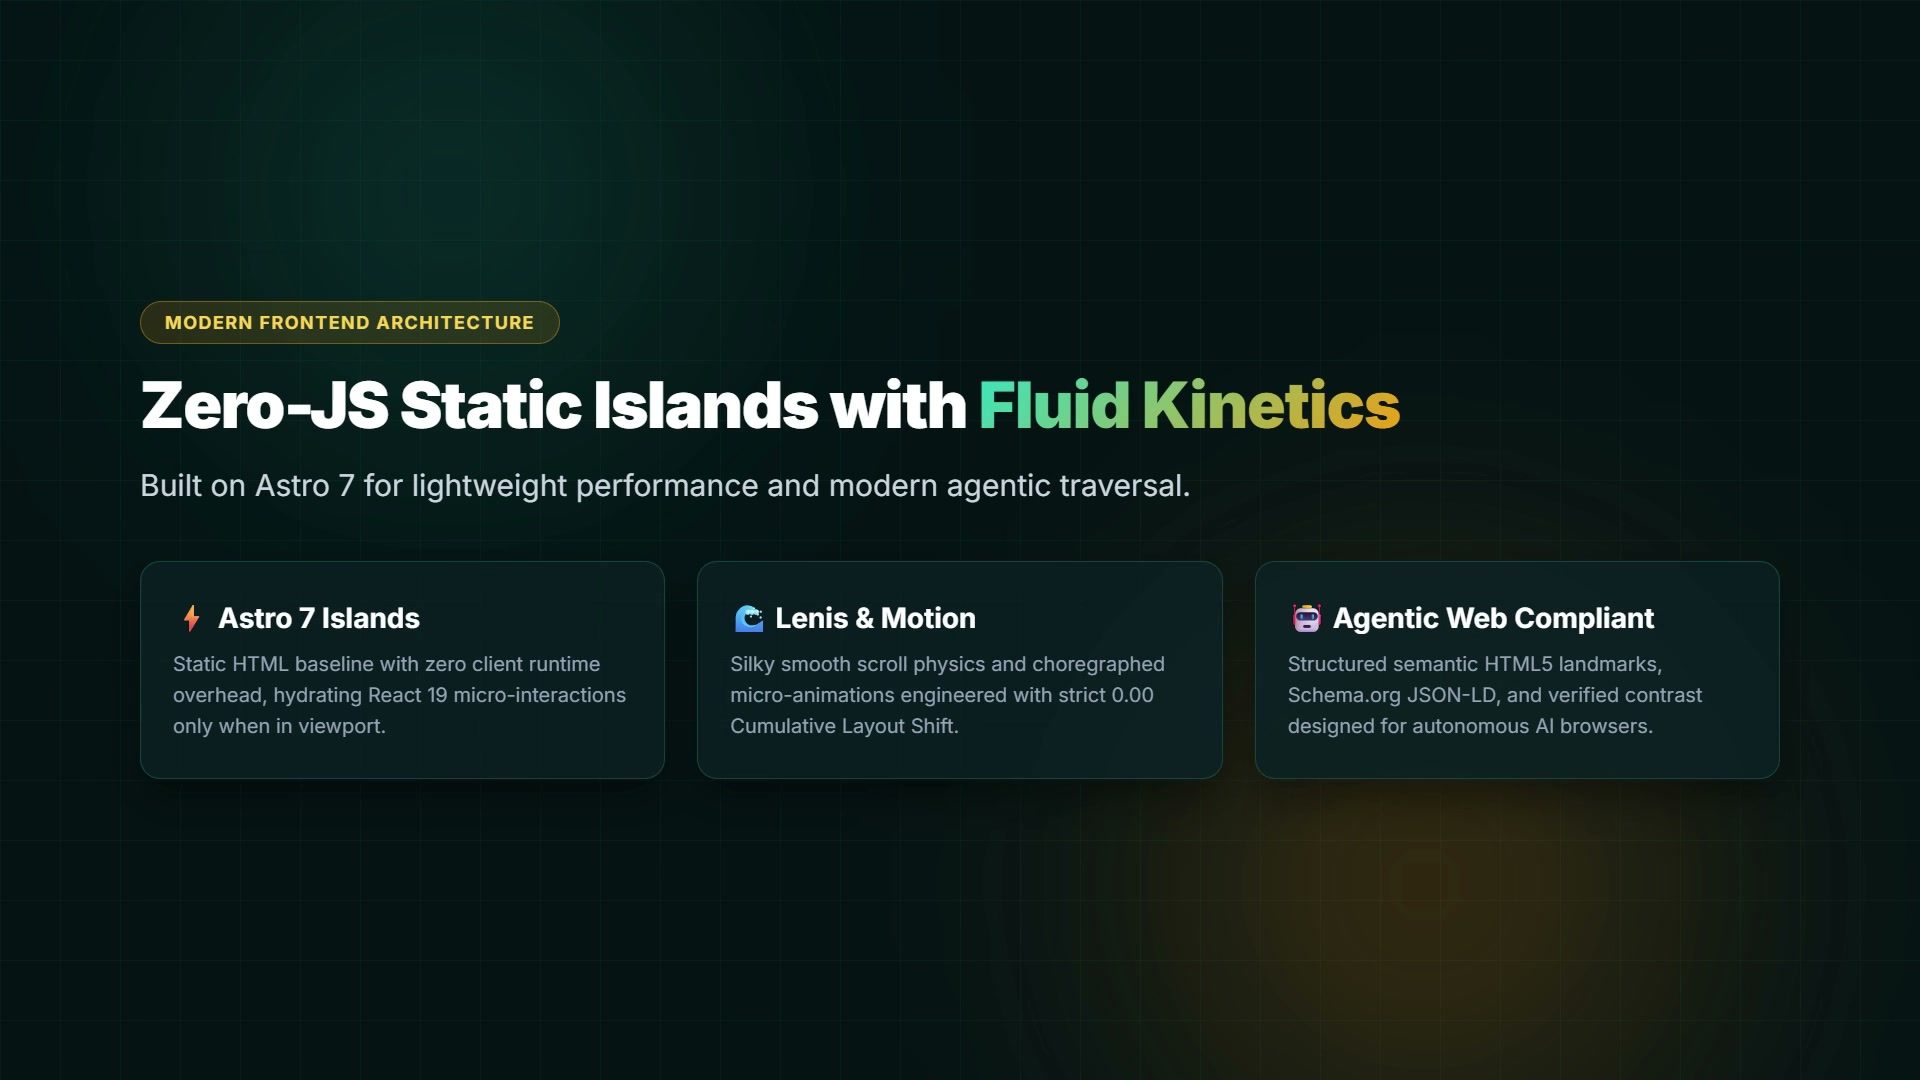 MODERN FRONTEND ARCHITECTURE
Zero-JS Static Islands with Fluid Kinetics
Built on Astro 7 for lightweight performance and modern agentic traversal.
Astro 7 Islands
Static HTML baseline with zero client runtime
overhead, hydrating React 19 micro-interactions
only when in viewport.
Lenis & Motion
Silky smooth scroll physics and choregraphed
micro-animations engineered with strict 0.00
Cumulative Layout Shift.
Agentic Web Compliant
Structured semantic HTML5 landmarks,
Schema.org JSON-LD, and verified contrast
designed for autonomous AI browsers.